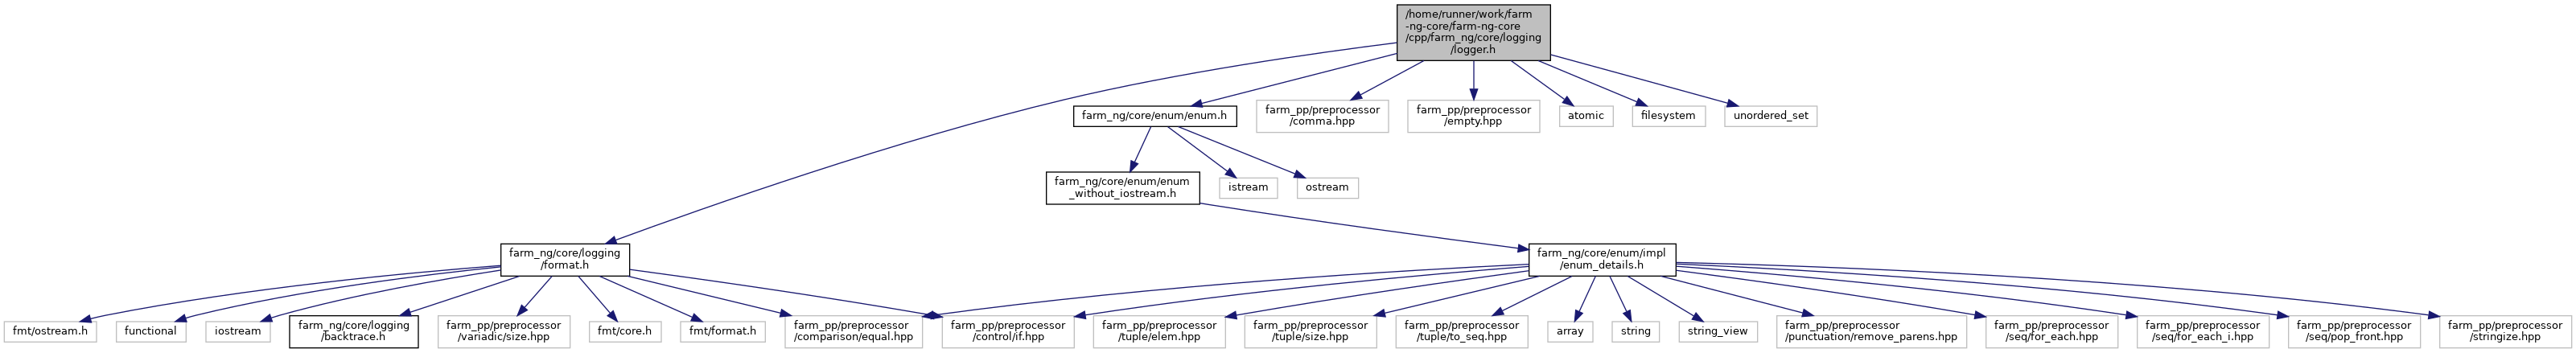 /home/runner/work/farm
-ng-core/farm-ng-core
/cpp/farm_ng/core/logging
/logger.h
farm_ng/core/enum/enum.h
farm_pp/preprocessor
/comma.hpp
farm_pp/preprocessor
/empty.hpp
atomic
filesystem
unordered_set
farm_ng/core/enum/enum
_without_iostream.h
istream
ostream
farm_ng/core/logging
/format.h
farm_ng/core/enum/impl
/enum_details.h
fmt/ostream.h
functional
iostream
farm_ng/core/logging
/backtrace.h
farm_pp/preprocessor
/variadic/size.hpp
fmt/core.h
fmt/format.h
farm_pp/preprocessor
/comparison/equal.hpp
farm_pp/preprocessor
/control/if.hpp
farm_pp/preprocessor
/tuple/elem.hpp
farm_pp/preprocessor
/tuple/size.hpp
farm_pp/preprocessor
/tuple/to_seq.hpp
array
string
string_view
farm_pp/preprocessor
/punctuation/remove_parens.hpp
farm_pp/preprocessor
/seq/for_each.hpp
farm_pp/preprocessor
/seq/for_each_i.hpp
farm_pp/preprocessor
/seq/pop_front.hpp
farm_pp/preprocessor
/stringize.hpp